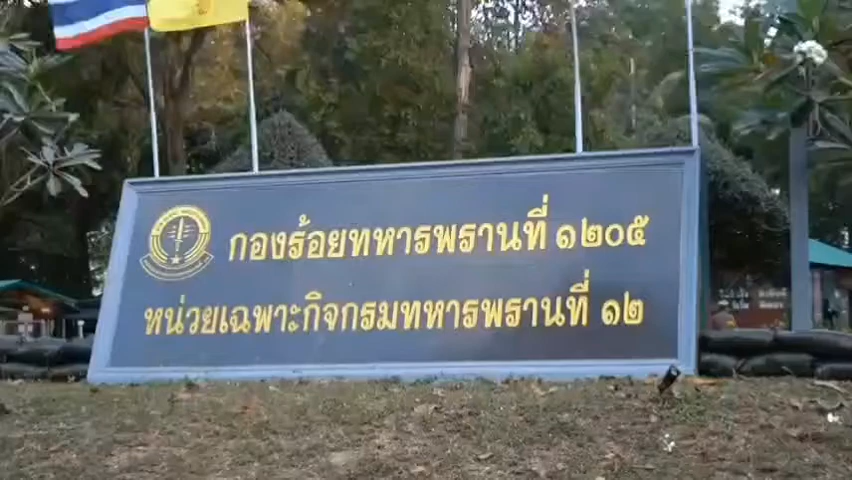 กองร้อยทหารพรานที่ ๑๒๐๕
หน่วยเฉพาะกิจกรมทหารพรานที่ ๑๒